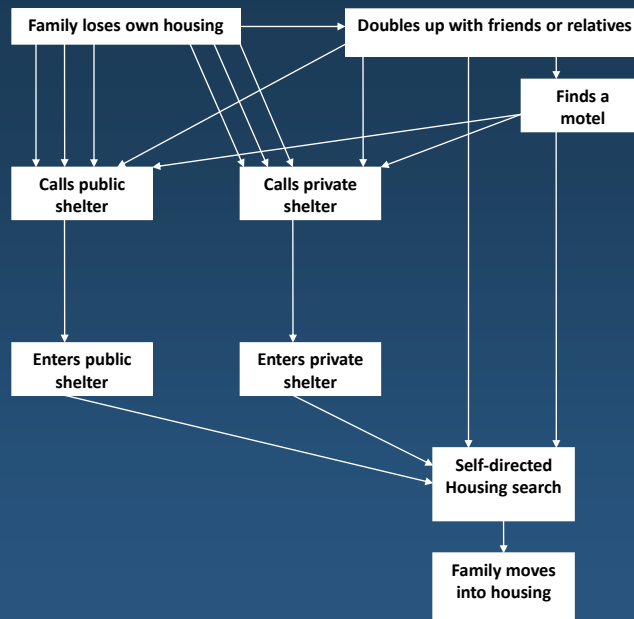 Family loses own housing
Doubles up with friends or relatives
Finds a
motel
Calls public
shelter
Calls private
shelter
Enters public
shelter
Enters private
shelter
Self-directed
Housing search
Family moves
into housing